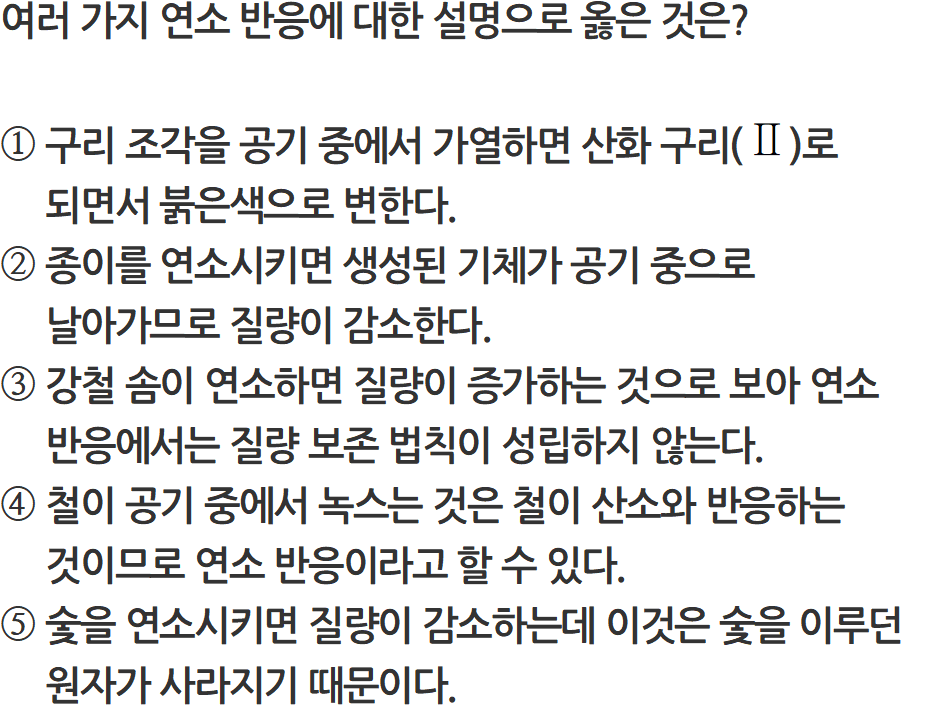 여러 가지 연소 반응에 대한 설명으로 옳은 것은?
① 구리 조각을 공기 중에서 가열하면 산화 구리(Ⅱ)로
되면서 붉은색으로 변한다.
② 종이를 연소시키면 생성된 기체가 공기 중으로
날아가므로 질량이 감소한다.
③ 강철 솜이 연소하면 질량이 증가하는 것으로 보아 연소
반응에서는 질량 보존 법칙이 성립하지 않는다.
④ 철이 공기 중에서 녹스는 것은 철이 산소와 반응하는
것이므로 연소 반응이라고 할 수 있다.
⑤ 숯을 연소시키면 질량이 감소하는데 이것은 숯을 이루던
원자가 사라지기 때문이다.